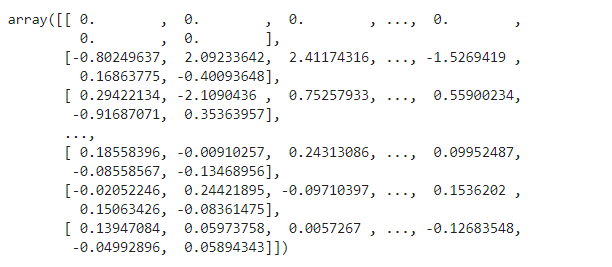 array([[ 0.        ,  0.        ,  0.        , ...,  0.        ,
         0.        ,  0.        ],
       [-0.80249637,  2.09233642,  2.41174316, ..., -1.5269419 ,
         0.16863775, -0.40093648],
       [ 0.29422134, -2.1090436 ,  0.75257933, ...,  0.55900234,
        -0.91687071,  0.35363957],
       ...,
       [ 0.18558396, -0.00910257,  0.24313086, ...,  0.09952487,
        -0.08558567, -0.13468956],
       [-0.02052246,  0.24421895, -0.09710397, ...,  0.1536202 ,
         0.15063426, -0.08361475],
       [ 0.13947084,  0.05973758,  0.0057267 , ..., -0.12683548,
        -0.04992896,  0.05894343]])